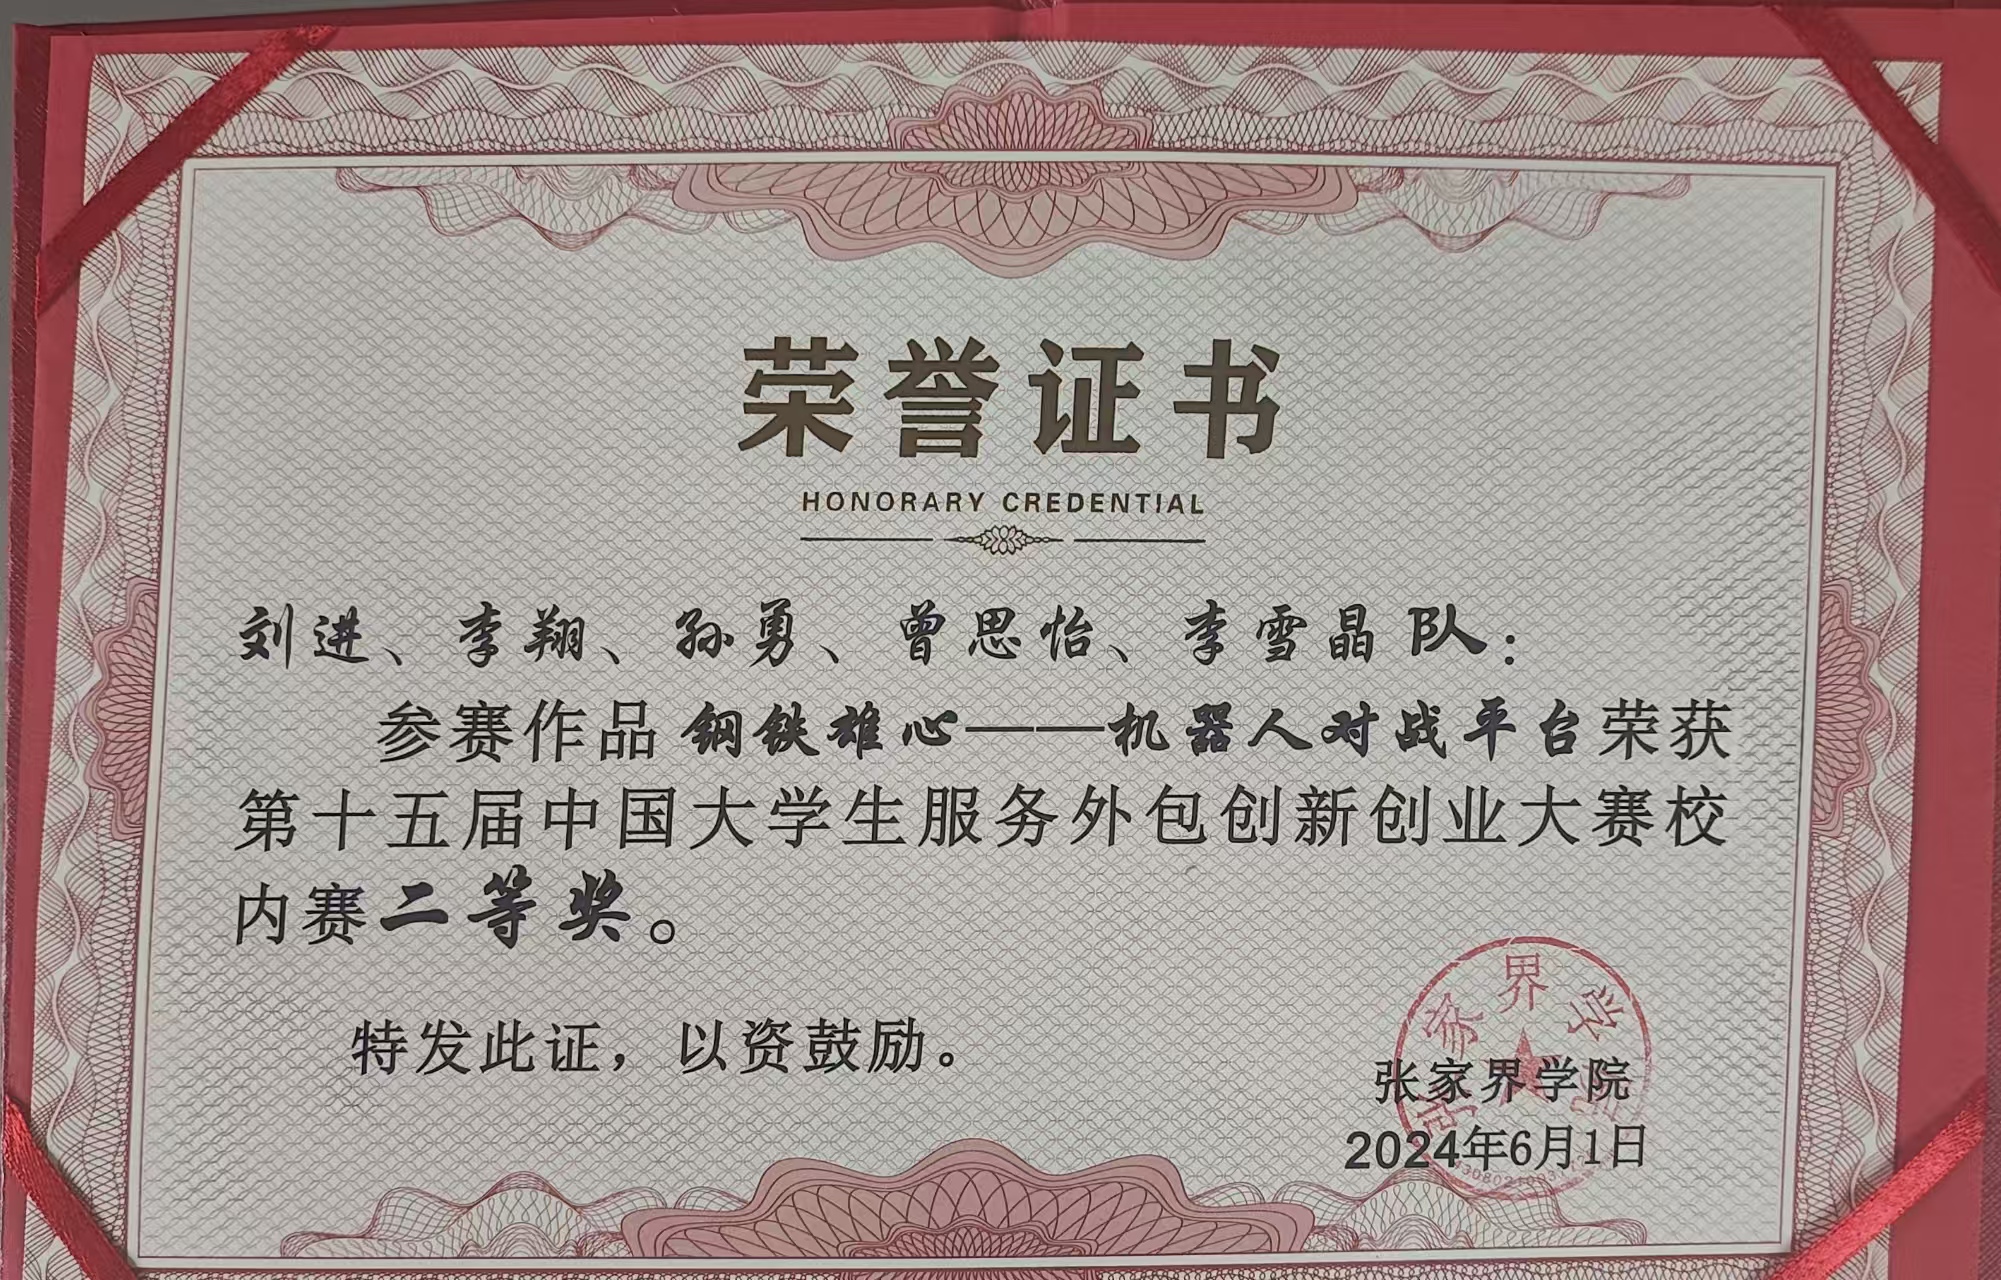 荣誉证书
HONORARY CREDENTIAL
刘进、李翔、孙勇、曾思怡、李雪晶队：
参赛作品 钢铁雄心——机器人对战平台荣获
第十五届中国大学生服务外包创新创业大赛校
内赛二等奖。
特发此证，以资鼓励。
张家界学院
张家界学院
2024年6月1日